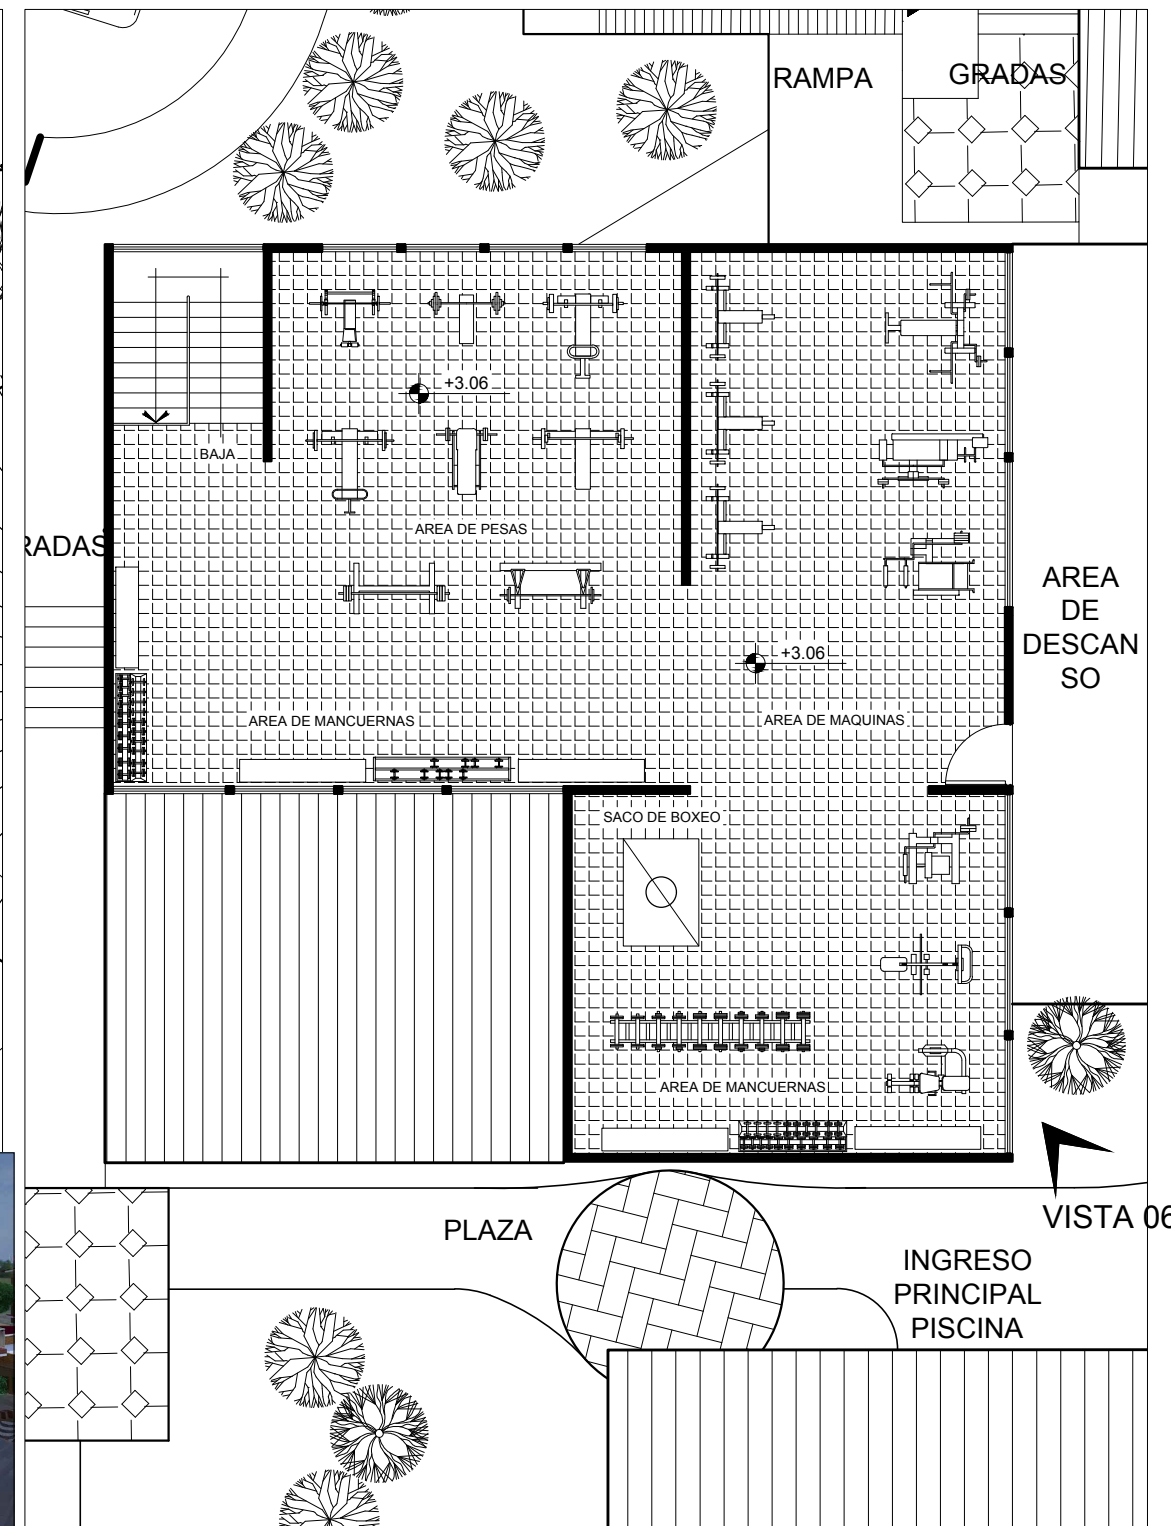 RAMPA
GRADAS
+3.06
BAJA
AREA DE PESAS
RADAS
AREA
DE
DESCAN
SO
+3.06
AREA DE MANCUERNAS
AREA DE MAQUINAS
SACO DE BOXEO
AREA DE MANCUERNAS
VISTA 06
PLAZA
INGRESO
PRINCIPAL
PISCINA